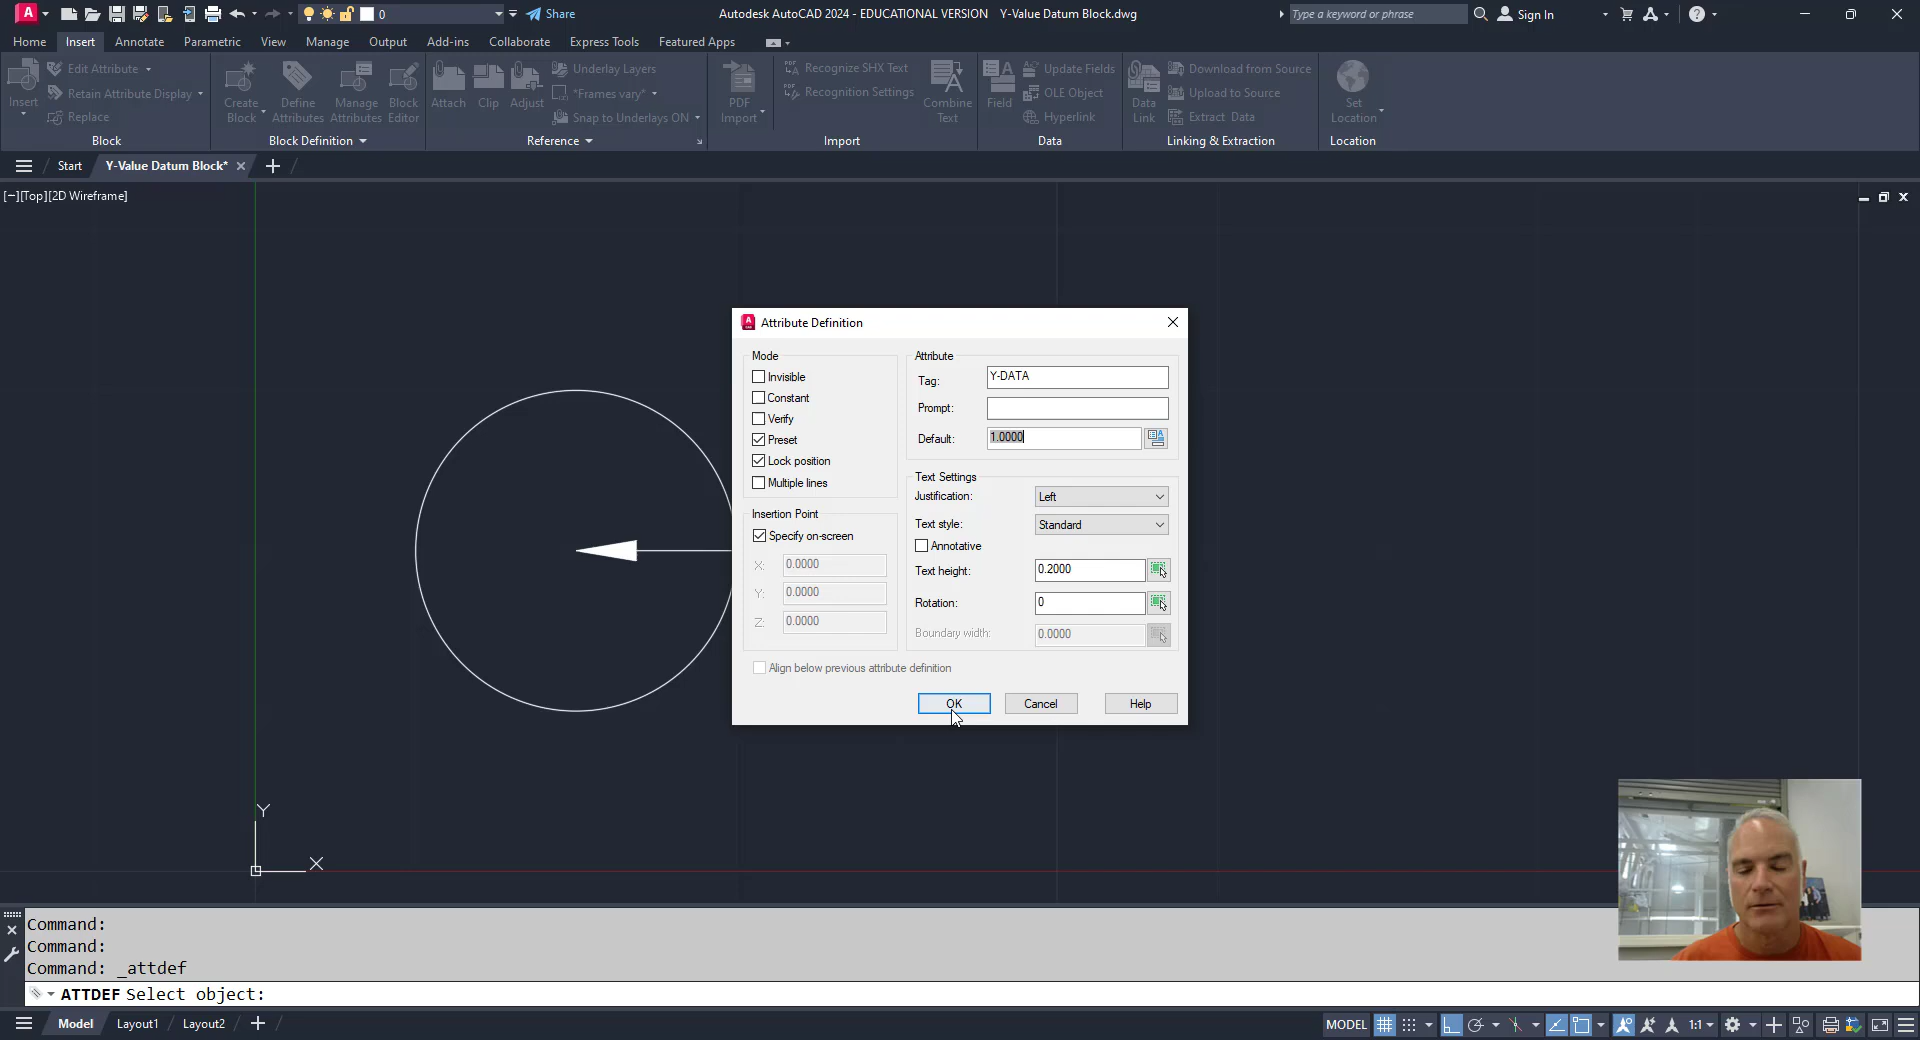 A 0 Share Autodesk AutoCAD 2024 - EDUCATIONAL VERSION Y-Value Datum Block.dwg Type a keyword or phrase Sign In
Home Insert Annotate Parametric View Manage Output Add-ins Collaborate Express Tools Featured Apps
Insert
Edit Attribute
Retain Attribute Display
Replace
Block
Create Block
Define Attributes
Manage Attributes
Block Editor
Block Definition
Attach
Clip
Adjust
Underlay Layers
*Frames vary*
Snap to Underlays ON
Reference
PDF Import
Recognize SHX Text
Recognition Settings
Combine Text
Import
Field
Update Fields
OLE Object
Hyperlink
Data
Data Link
Download from Source
Upload to Source
Extract Data
Linking & Extraction
Set Location
Location
Start Y-Value Datum Block*
[−][Top][2D Wireframe]
Attribute Definition
Mode
Invisible
Constant
Verify
Preset
Lock position
Multiple lines
Insertion Point
Specify on-screen
X: 0.0000
Y: 0.0000
Z: 0.0000
Align below previous attribute definition
Attribute
Tag: Y-DATA
Prompt:
Default: 1.0000
Text Settings
Justification: Left
Text style: Standard
Annotative
Text height: 0.2000
Rotation: 0
Boundary width: 0.0000
OK Cancel Help
Y
X
Command:
Command:
Command: _attdef
ATTDEF Select object:
Model Layout1 Layout2 MODEL 1:1